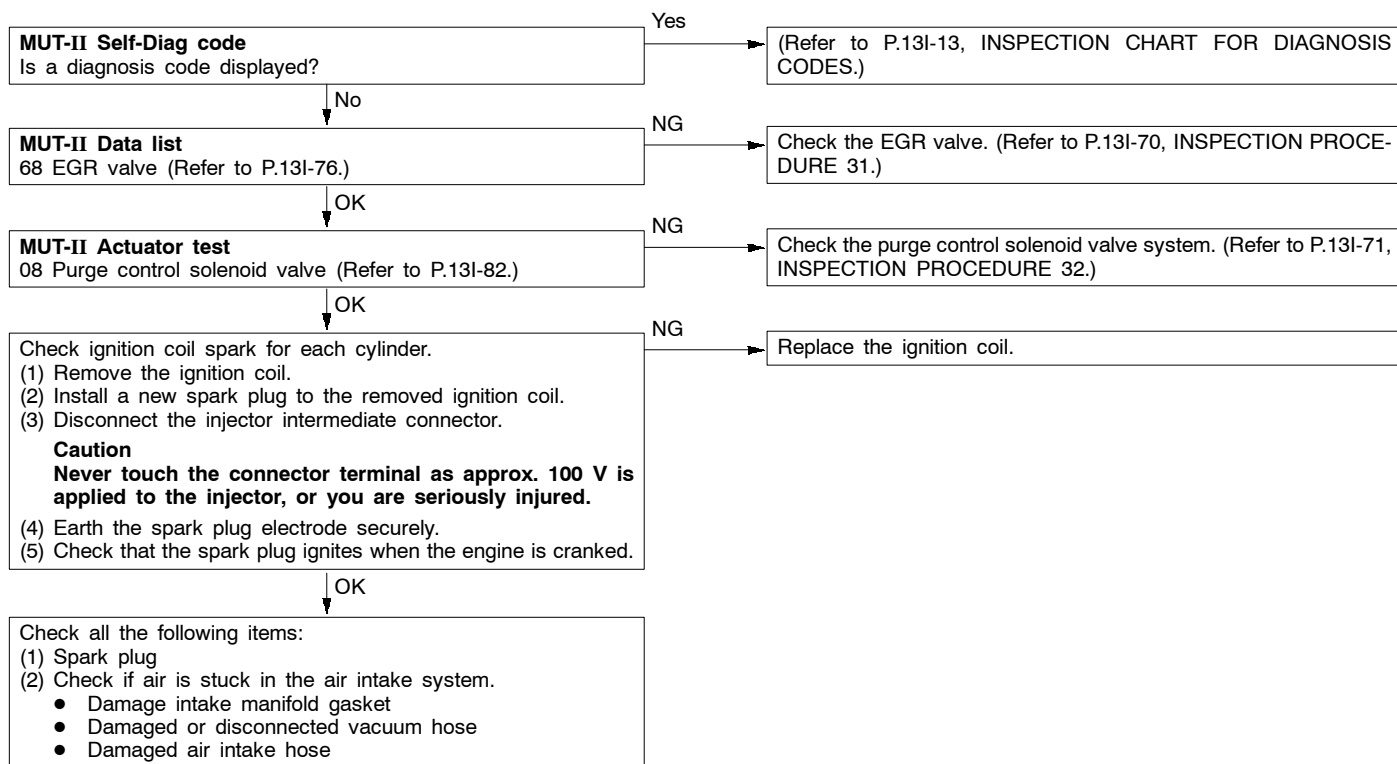 Yes
MUT-II Self-Diag code
Is a diagnosis code displayed?
(Refer to P.13I-13, INSPECTION CHART FOR DIAGNOSIS
CODES.)
No
MUT-II Data list
68 EGR valve (Refer to P.13I-76.)
NG
Check the EGR valve. (Refer to P.13I-70, INSPECTION PROCE-
DURE 31.)
OK
MUT-II Actuator test
08 Purge control solenoid valve (Refer to P.13I-82.)
NG
Check the purge control solenoid valve system. (Refer to P.13I-71,
INSPECTION PROCEDURE 32.)
OK
Check ignition coil spark for each cylinder.
(1) Remove the ignition coil.
(2) Install a new spark plug to the removed ignition coil.
(3) Disconnect the injector intermediate connector.
Caution
Never touch the connector terminal as approx. 100 V is
applied to the injector, or you are seriously injured.
(4) Earth the spark plug electrode securely.
(5) Check that the spark plug ignites when the engine is cranked.
NG
Replace the ignition coil.
OK
Check all the following items:
(1) Spark plug
(2) Check if air is stuck in the air intake system.
● Damage intake manifold gasket
● Damaged or disconnected vacuum hose
● Damaged air intake hose